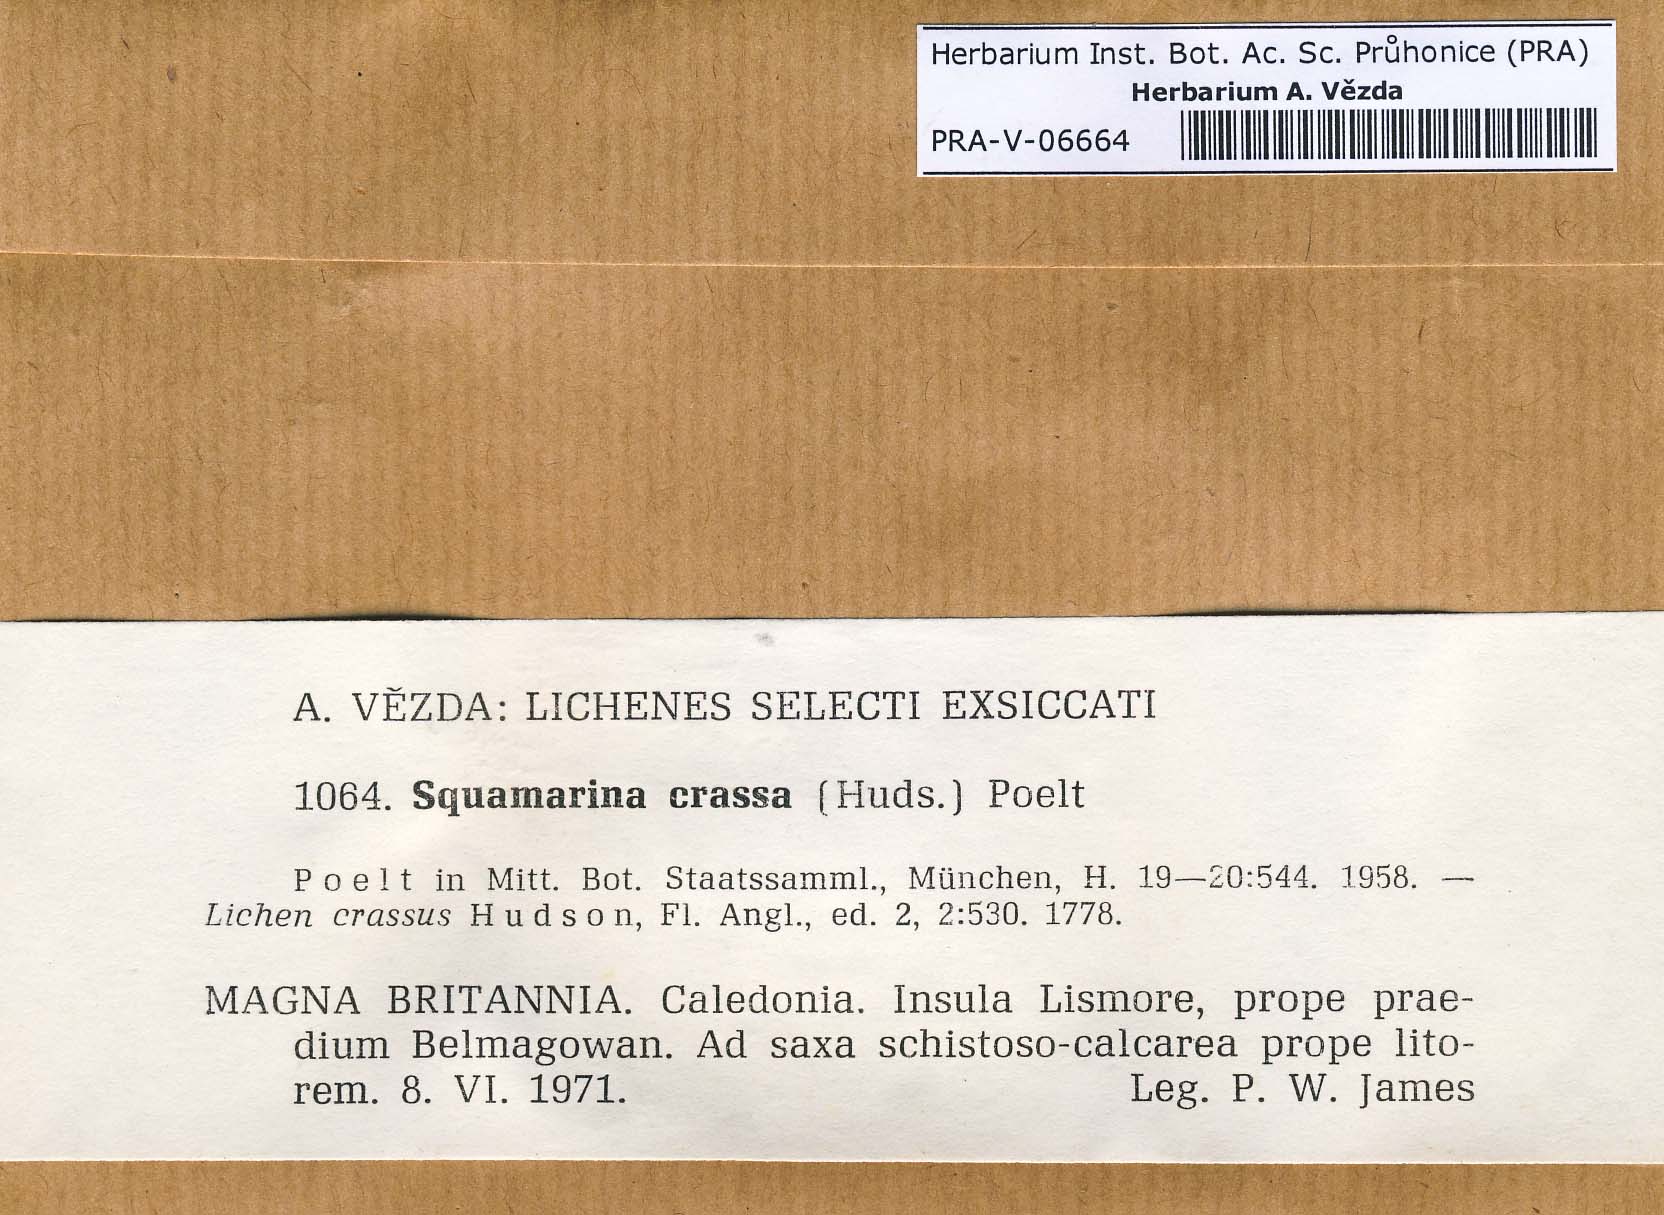 Herbarium Inst. Bot. Ac. Sc. Průhonice (PRA)
Herbarium A. Vězda
PRA-V-06664
A. VĚZDA: LICHENES SELECTI EXSICCATI
1064. Squamarina crassa (Huds.) Poelt
Poelt in Mitt. Bot. Staatssamml., München, H. 19—20:544. 1958. —
Lichen crassus Hudson, Fl. Angl., ed. 2, 2:530. 1778.
MAGNA BRITANNIA. Caledonia. Insula Lismore, prope prae-
dium Belmagowan. Ad saxa schistoso-calcarea prope lito-
rem. 8. VI. 1971. Leg. P. W. James